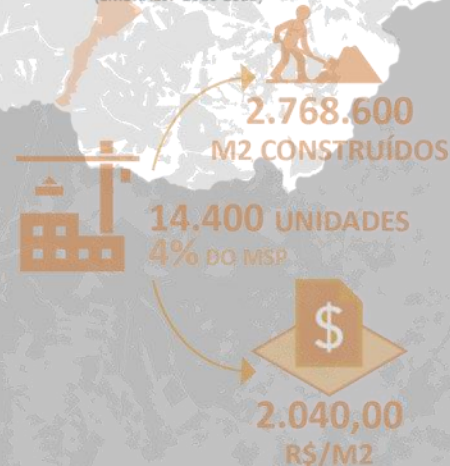 2.768.600
M2 CONSTRUÍDOS
14.400 UNIDADES
4% DO MSP
$
2.040,00
R$/M2